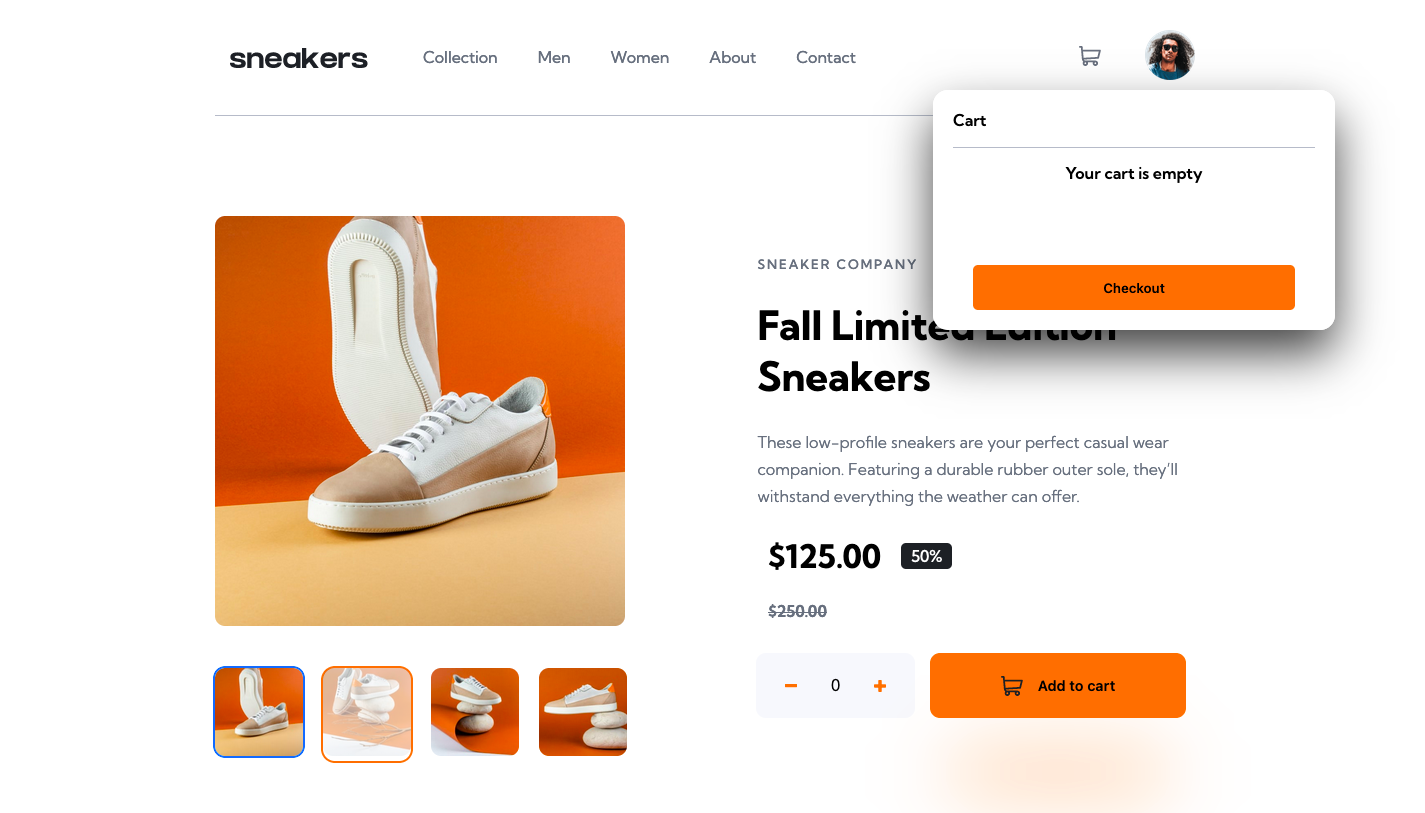 sneakers
Collection
Men
Women
About
Contact
Cart
Your cart is empty
Checkout
SNEAKER COMPANY
Fall Limited Edition
Sneakers
These low-profile sneakers are your perfect casual wear
companion. Featuring a durable rubber outer sole, they'll
withstand everything the weather can offer.
$125.00
50%
$250.00
0
Add to cart